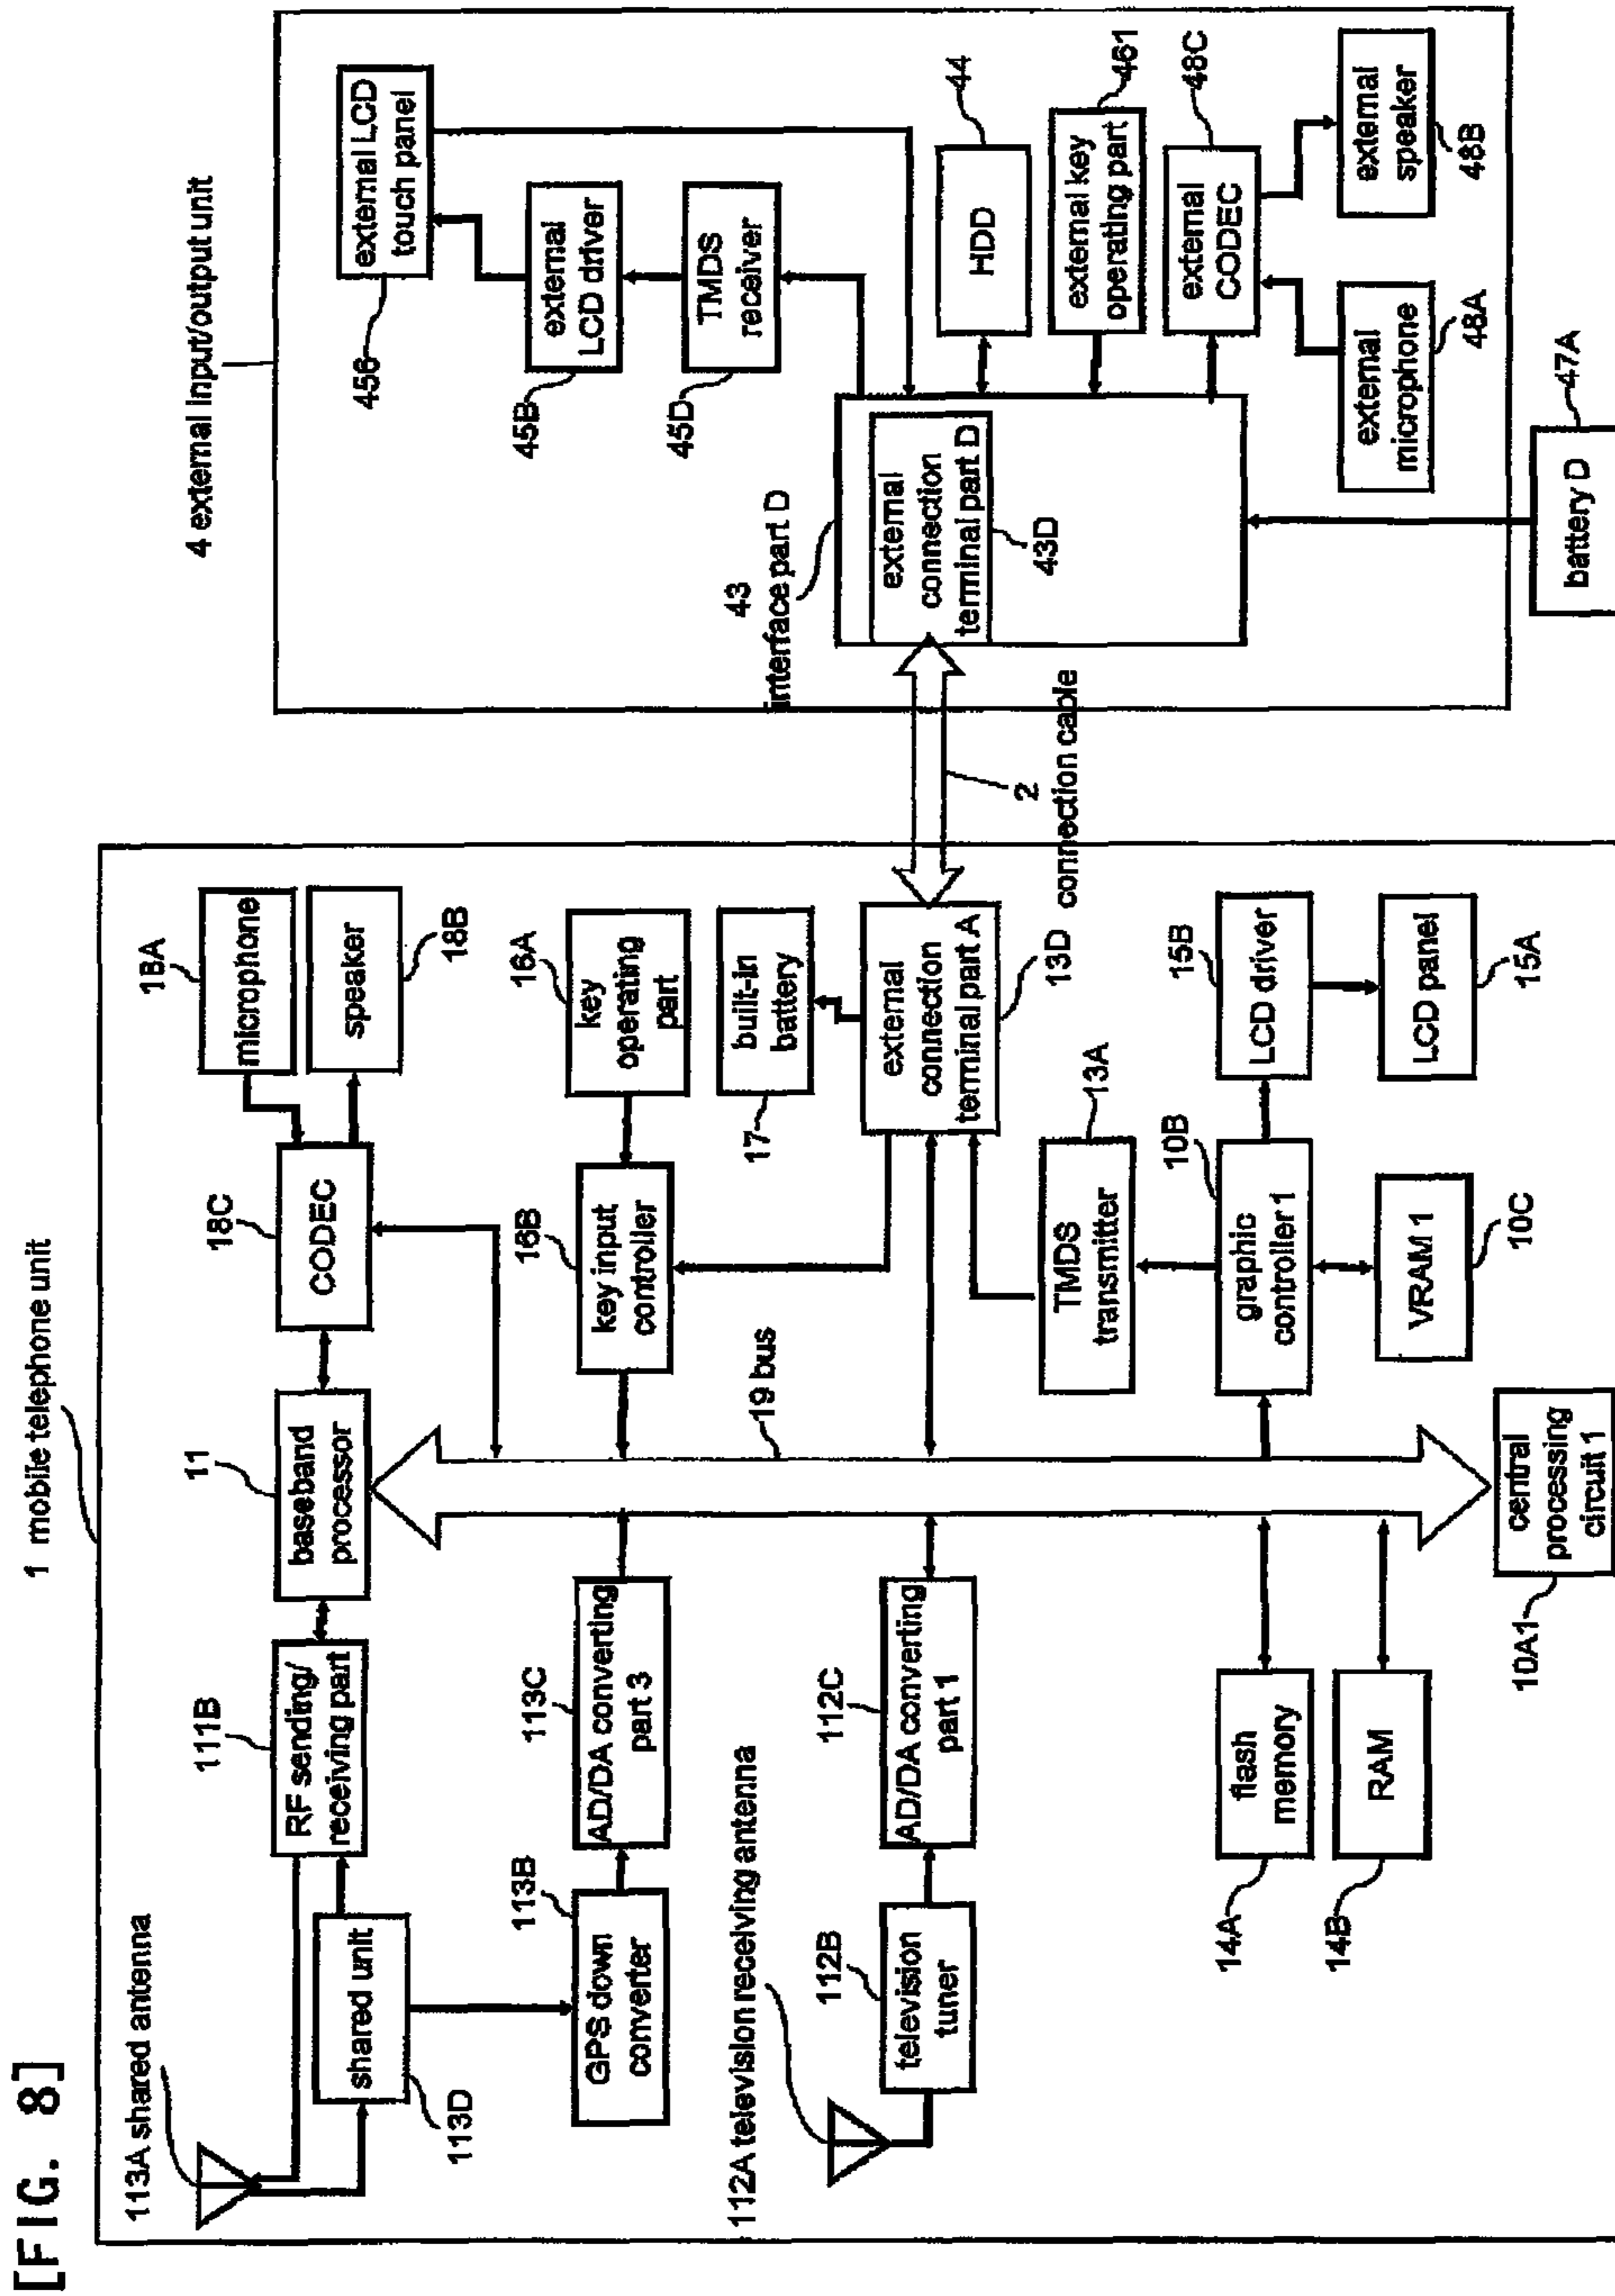 [FIG. 8]
1 mobile telephone unit
113A shared antenna
shared unit
113D
111B
RF sending/
receiving part
11
baseband
processor
18C
CODEC
18A
microphone
speaker
18B
113B
GPS down
converter
113C
AD/DA converting
part 3
16B
key input
controller
16A
key
operating
part
19 bus
17
built-in
battery
112A television receiving antenna
112B
television
tuner
112C
AD/DA converting
part 1
external
connection
terminal part A
13D
TMDS
transmitter
13A
14A
flash
memory
14B
RAM
10B
graphic
controller 1
15B
LCD driver
LCD panel
15A
VRAM 1
10C
10A1
central
processing
circuit 1
2
connection cable
4 external input/output unit
456
external LCD
touch panel
45B
external
LCD driver
45D
TMDS
receiver
43
interface part D
external
connection
terminal part D
43D
44
HDD
external key
operating part
461
external
CODEC
48C
external
microphone
48A
external
speaker
48B
battery D
47A